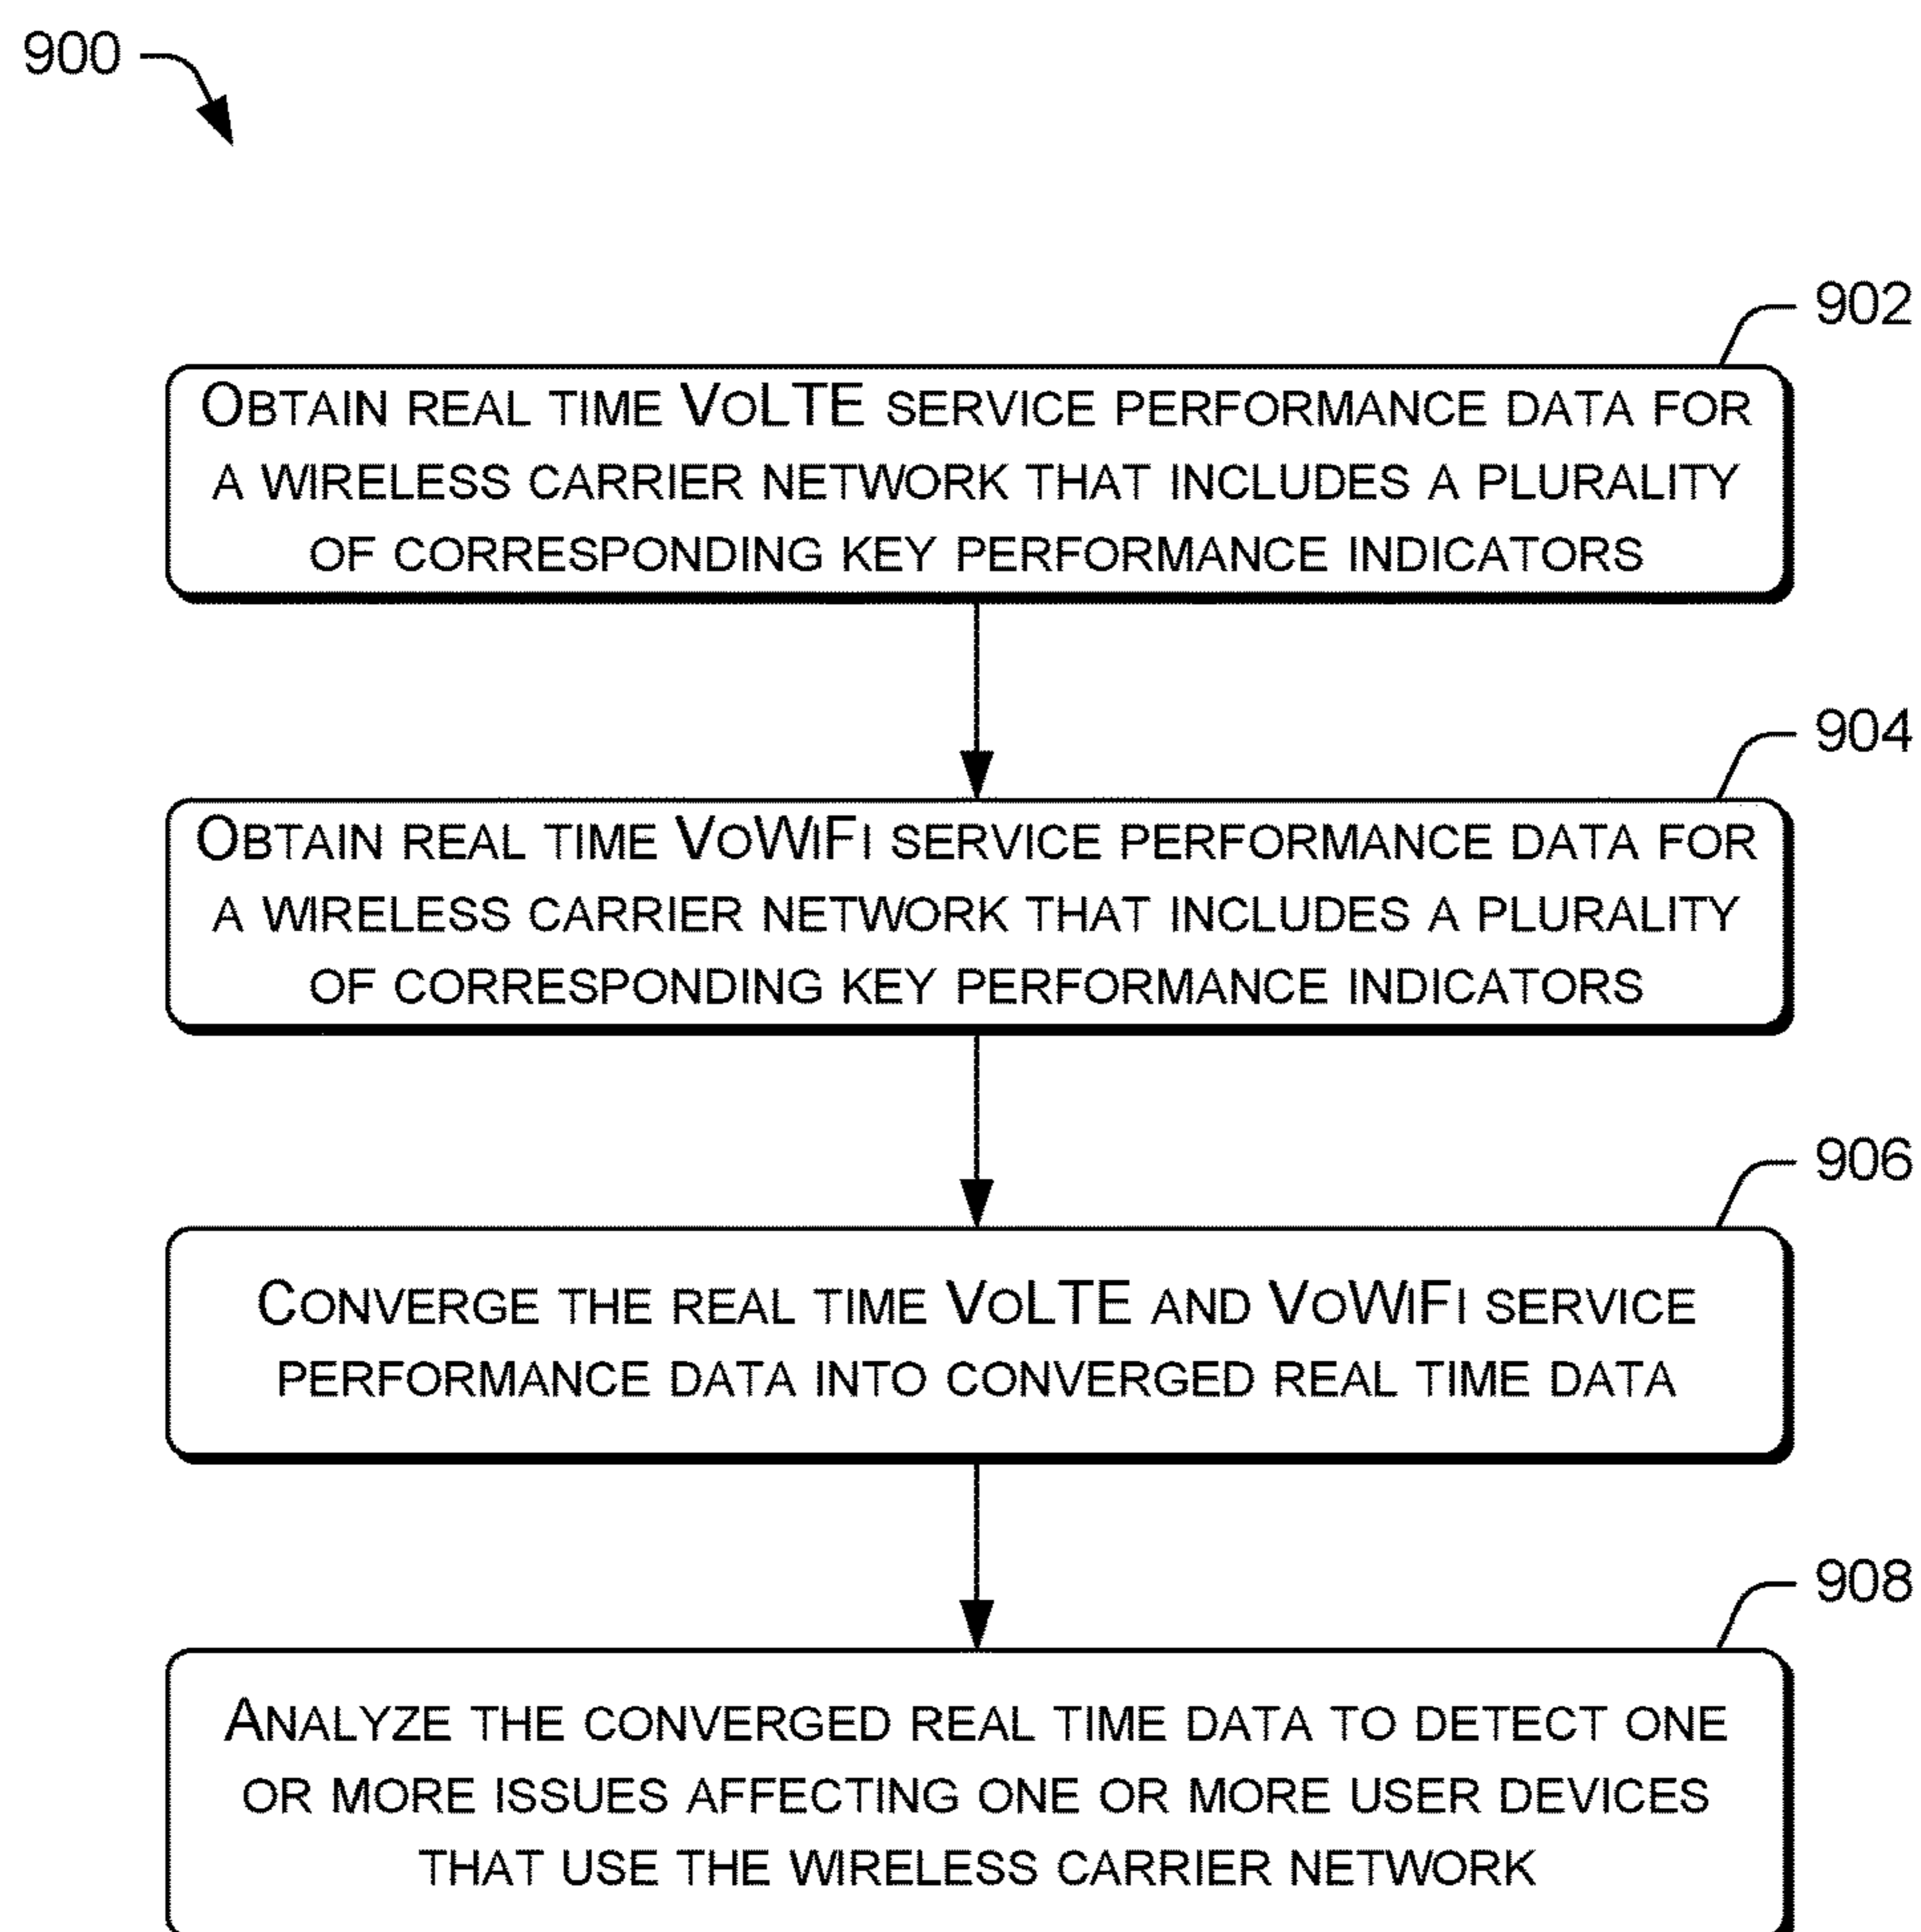 900
902
OBTAIN REAL TIME VOLTE SERVICE PERFORMANCE DATA FOR
A WIRELESS CARRIER NETWORK THAT INCLUDES A PLURALITY
OF CORRESPONDING KEY PERFORMANCE INDICATORS
904
OBTAIN REAL TIME VOWIFI SERVICE PERFORMANCE DATA FOR
A WIRELESS CARRIER NETWORK THAT INCLUDES A PLURALITY
OF CORRESPONDING KEY PERFORMANCE INDICATORS
906
CONVERGE THE REAL TIME VOLTE AND VOWIFI SERVICE
PERFORMANCE DATA INTO CONVERGED REAL TIME DATA
908
ANALYZE THE CONVERGED REAL TIME DATA TO DETECT ONE
OR MORE ISSUES AFFECTING ONE OR MORE USER DEVICES
THAT USE THE WIRELESS CARRIER NETWORK